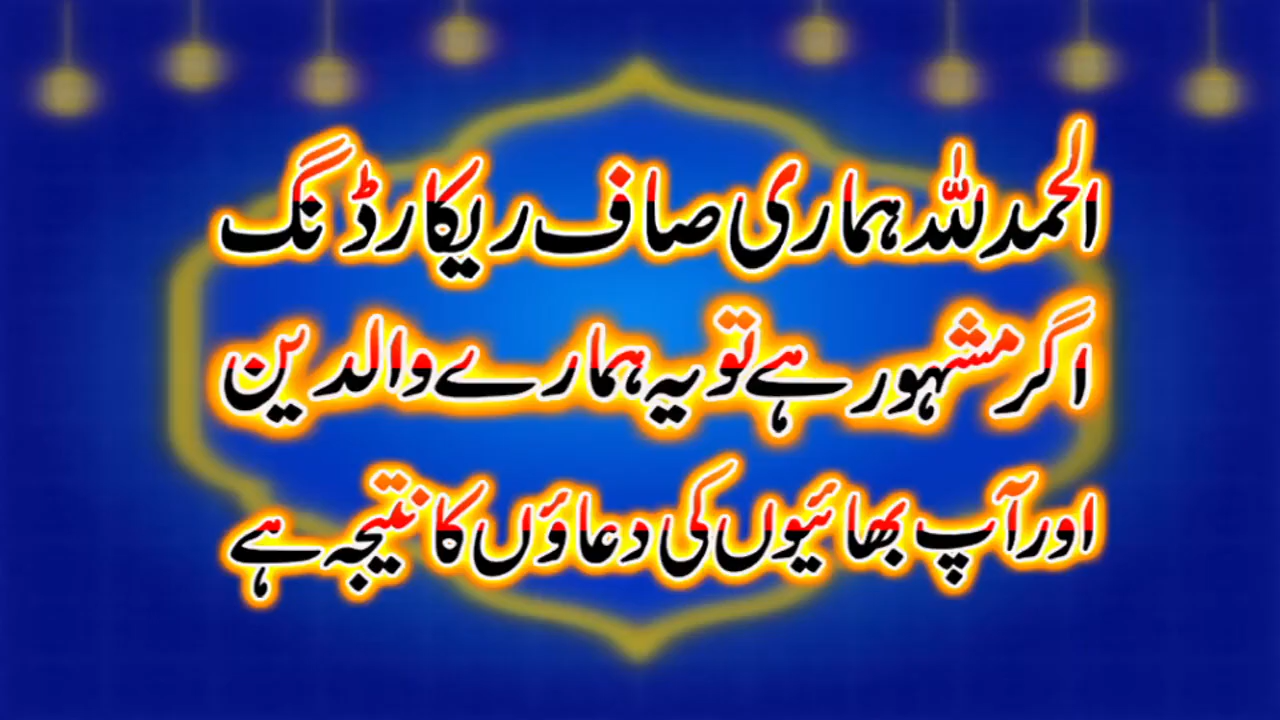 الحمدللہ ہماری صاف ریکارڈنگ
اگر مشہور ہے تو یہ ہمارے والدین
اور آپ بھائیوں کی دعاؤں کا نتیجہ ہے